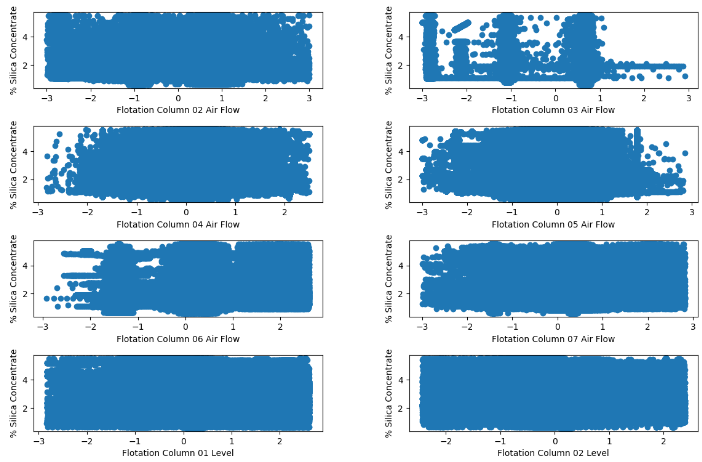 % Silica Concentrate
4
2
−3 −2 −1 0 1 2 3
Flotation Column 02 Air Flow
% Silica Concentrate
4
2
−3 −2 −1 0 1 2 3
Flotation Column 03 Air Flow
% Silica Concentrate
4
2
−3 −2 −1 0 1 2
Flotation Column 04 Air Flow
% Silica Concentrate
4
2
−3 −2 −1 0 1 2 3
Flotation Column 05 Air Flow
% Silica Concentrate
4
2
−3 −2 −1 0 1 2
Flotation Column 06 Air Flow
% Silica Concentrate
4
2
−3 −2 −1 0 1 2 3
Flotation Column 07 Air Flow
% Silica Concentrate
4
2
−3 −2 −1 0 1 2
Flotation Column 01 Level
% Silica Concentrate
4
2
−2 −1 0 1 2
Flotation Column 02 Level